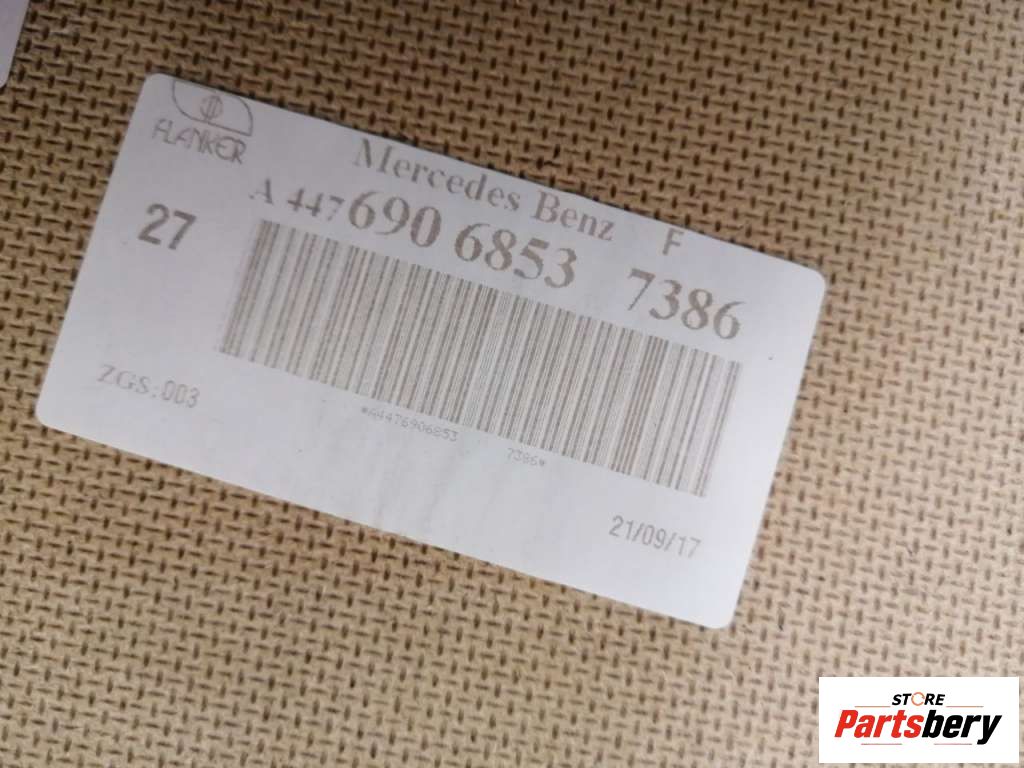 FLANKER
Mercedes Benz
27
A 447 690 6853 7386
F
ZGS:003
*A4476906853 7386*
21/09/17
STORE
Partsbery